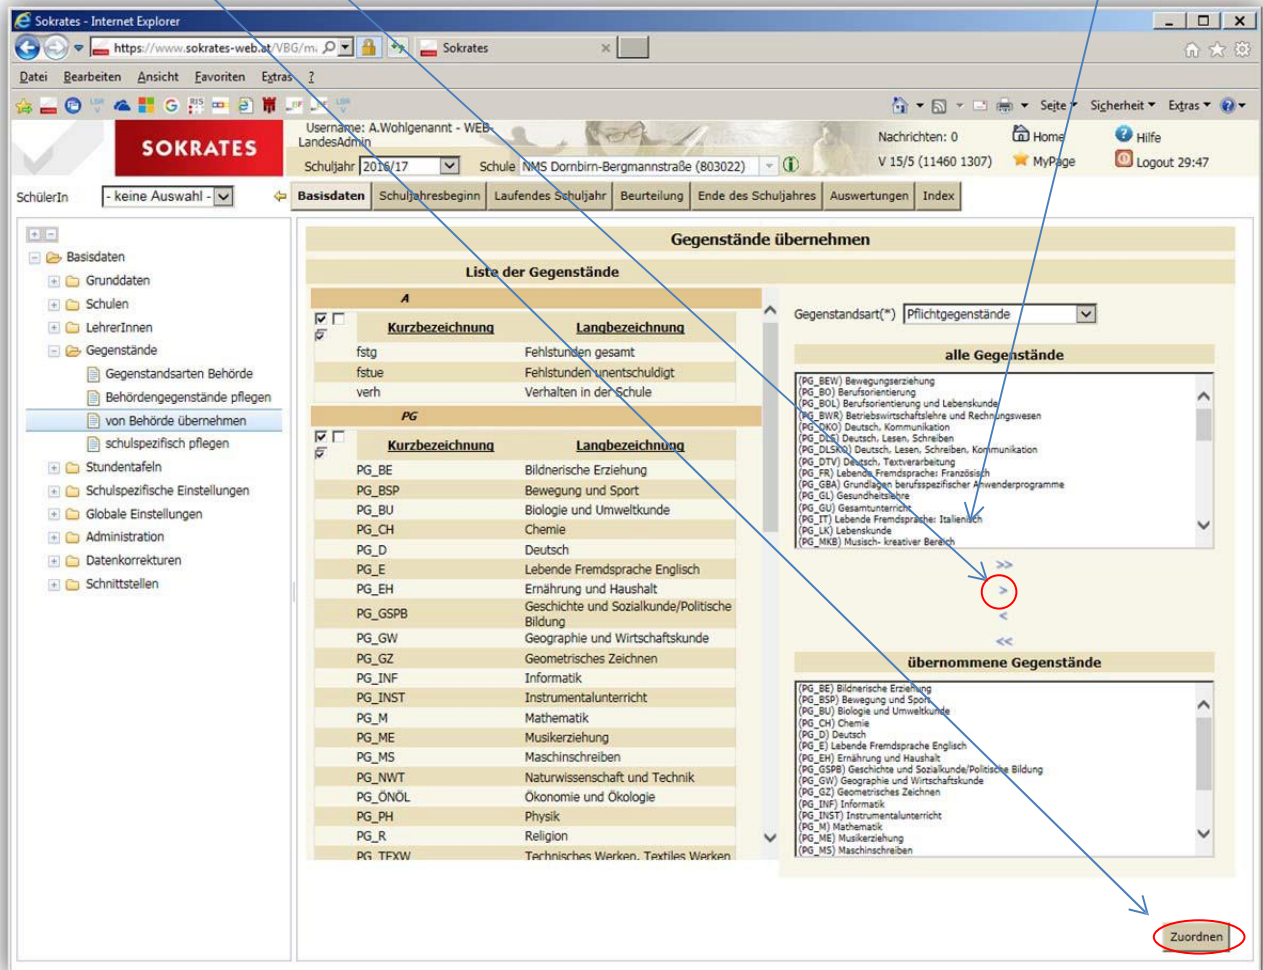 Sokrates - Internet Explorer
https://www.sokrates-web.at/VBG/m
Sokrates
Datei Bearbeiten Ansicht Favoriten Extras ?
Seite Sicherheit Extras
SOKRATES
Username: A.Wohlgenannt - WEB-
LandesAdmin
Nachrichten: 0 Home Hilfe
Schuljahr 2016/17 Schule NMS Dornbirn-Bergmannstraße (803022)
V 15/5 (11460 1307) MyPage Logout 29:47
SchülerIn - keine Auswahl -
Basisdaten Schuljahresbeginn Laufendes Schuljahr Beurteilung Ende des Schuljahres Auswertungen Index
Basisdaten
Grunddaten
Schulen
LehrerInnen
Gegenstände
Gegenstandsarten Behörde
Behördengegenstände pflegen
von Behörde übernehmen
schulspezifisch pflegen
Stundentafeln
Schulspezifische Einstellungen
Globale Einstellungen
Administration
Datenkorrekturen
Schnittstellen
Gegenstände übernehmen
Liste der Gegenstände
A
Kurzbezeichnung Langbezeichnung
fstg Fehlstunden gesamt
fstue Fehlstunden unentschuldigt
verh Verhalten in der Schule
PG
Kurzbezeichnung Langbezeichnung
PG_BE Bildnerische Erziehung
PG_BSP Bewegung und Sport
PG_BU Biologie und Umweltkunde
PG_CH Chemie
PG_D Deutsch
PG_E Lebende Fremdsprache Englisch
PG_EH Ernährung und Haushalt
PG_GSPB Geschichte und Sozialkunde/Politische
Bildung
PG_GW Geographie und Wirtschaftskunde
PG_GZ Geometrisches Zeichnen
PG_INF Informatik
PG_INST Instrumentalunterricht
PG_M Mathematik
PG_ME Musikerziehung
PG_MS Maschinschreiben
PG_NWT Naturwissenschaft und Technik
PG_ÖNÖL Ökonomie und Ökologie
PG_PH Physik
PG_R Religion
PG_TEXW Technisches Werken, Textiles Werken
Gegenstandsart(*) Pflichtgegenstände
alle Gegenstände
(PG_BEW) Bewegungserziehung
(PG_BO) Berufsorientierung
(PG_BOL) Berufsorientierung und Lebenskunde
(PG_BWR) Betriebswirtschaftslehre und Rechnungswesen
(PG_DKO) Deutsch, Kommunikation
(PG_DLS) Deutsch, Lesen, Schreiben
(PG_DLSKO) Deutsch, Lesen, Schreiben, Kommunikation
(PG_DTV) Deutsch, Textverarbeitung
(PG_FR) Lebende Fremdsprache: Französisch
(PG_GBA) Grundlagen berufsspezifischer Anwenderprogramme
(PG_GL) Gesundheitslehre
(PG_GU) Gesamtunterricht
(PG_IT) Lebende Fremdsprache: Italienisch
(PG_LK) Lebenskunde
(PG_MKB) Musisch- kreativer Bereich
>>
>
<
<<
übernommene Gegenstände
(PG_BE) Bildnerische Erziehung
(PG_BSP) Bewegung und Sport
(PG_BU) Biologie und Umweltkunde
(PG_CH) Chemie
(PG_D) Deutsch
(PG_E) Lebende Fremdsprache Englisch
(PG_EH) Ernährung und Haushalt
(PG_GSPB) Geschichte und Sozialkunde/Politische Bildung
(PG_GW) Geographie und Wirtschaftskunde
(PG_GZ) Geometrisches Zeichnen
(PG_INF) Informatik
(PG_INST) Instrumentalunterricht
(PG_M) Mathematik
(PG_ME) Musikerziehung
(PG_MS) Maschinschreiben
Zuordnen